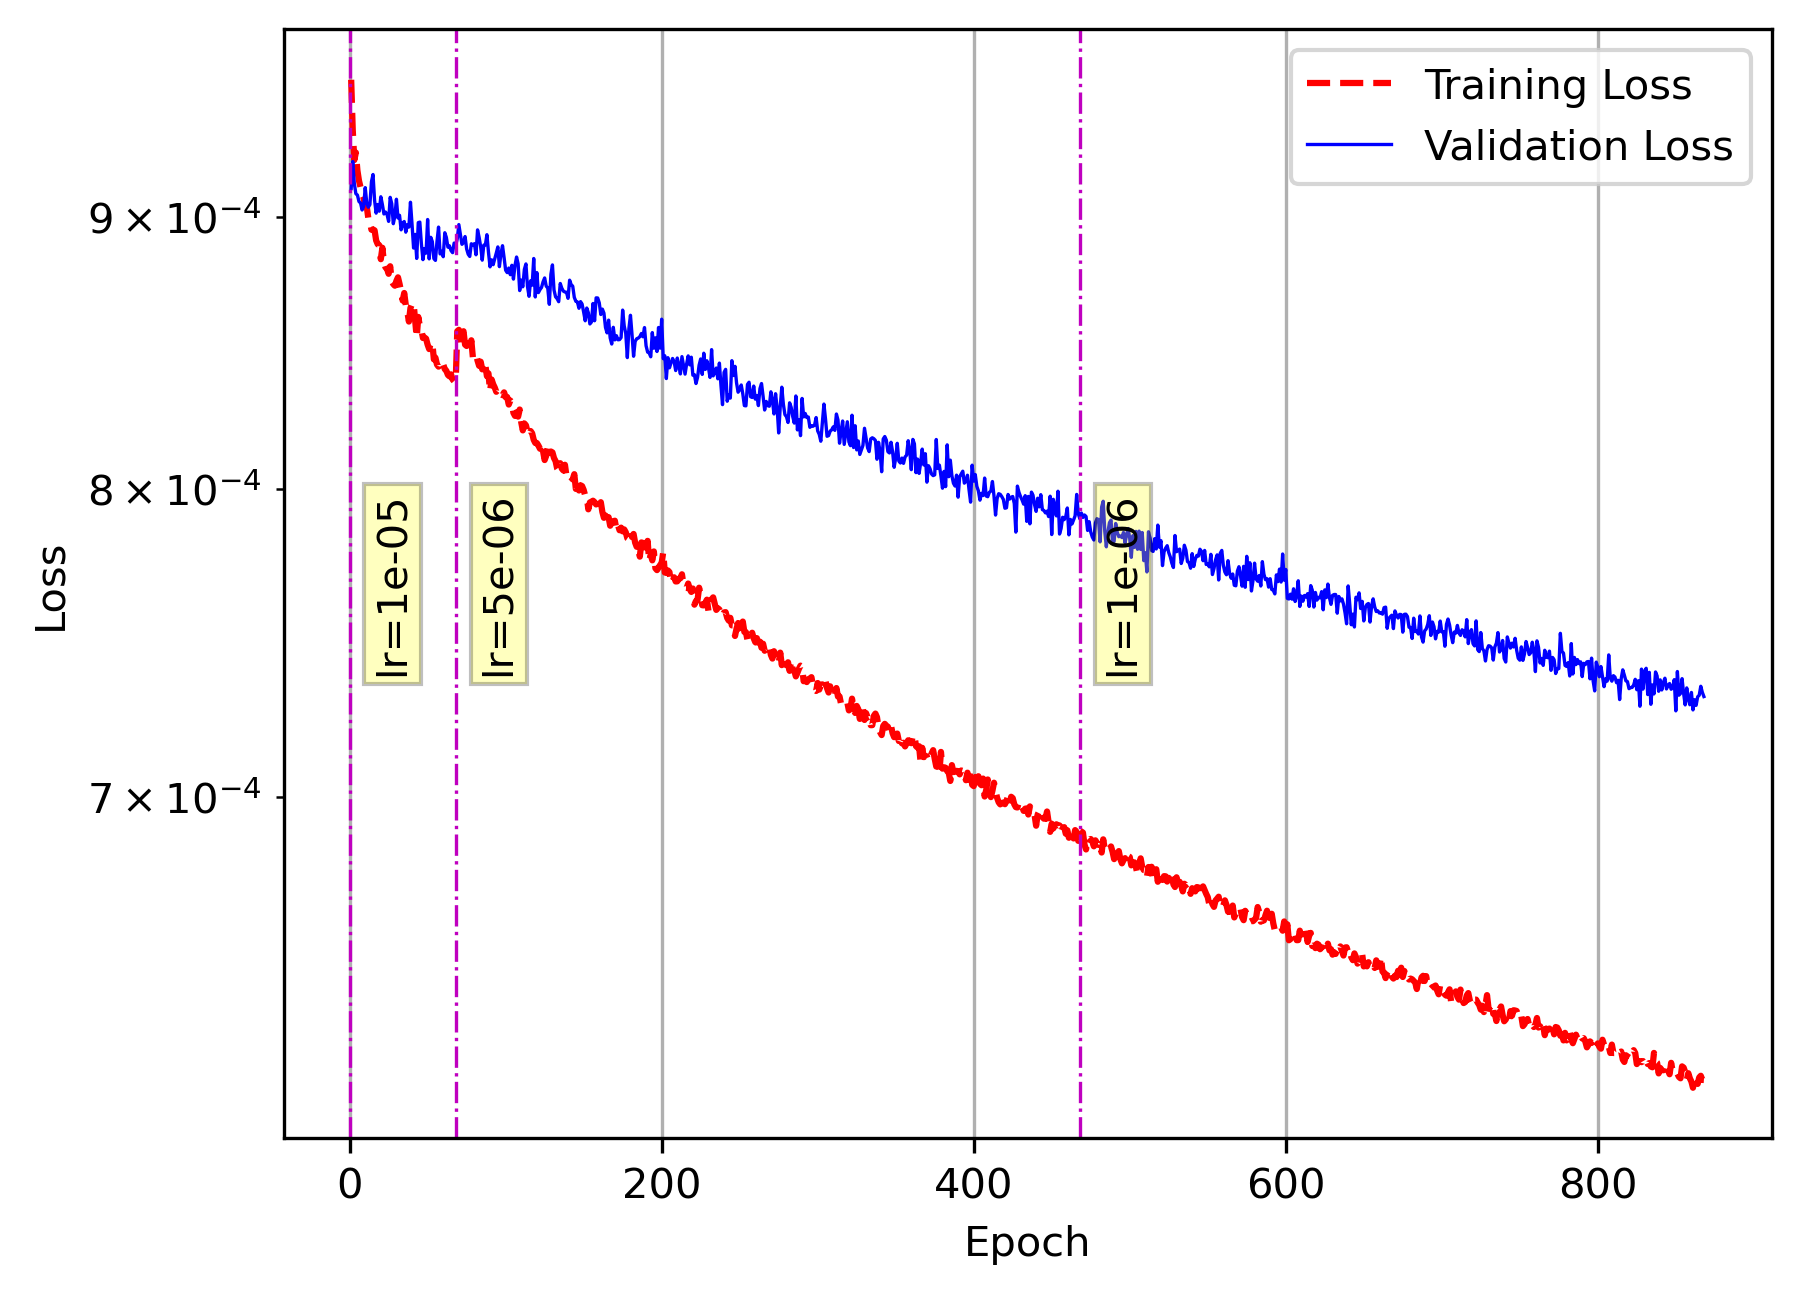 Training Loss
Validation Loss
9 × 10⁻⁴
8 × 10⁻⁴
7 × 10⁻⁴
Loss
lr=1e-05
lr=5e-06
lr=1e-06
0 200 400 600 800
Epoch